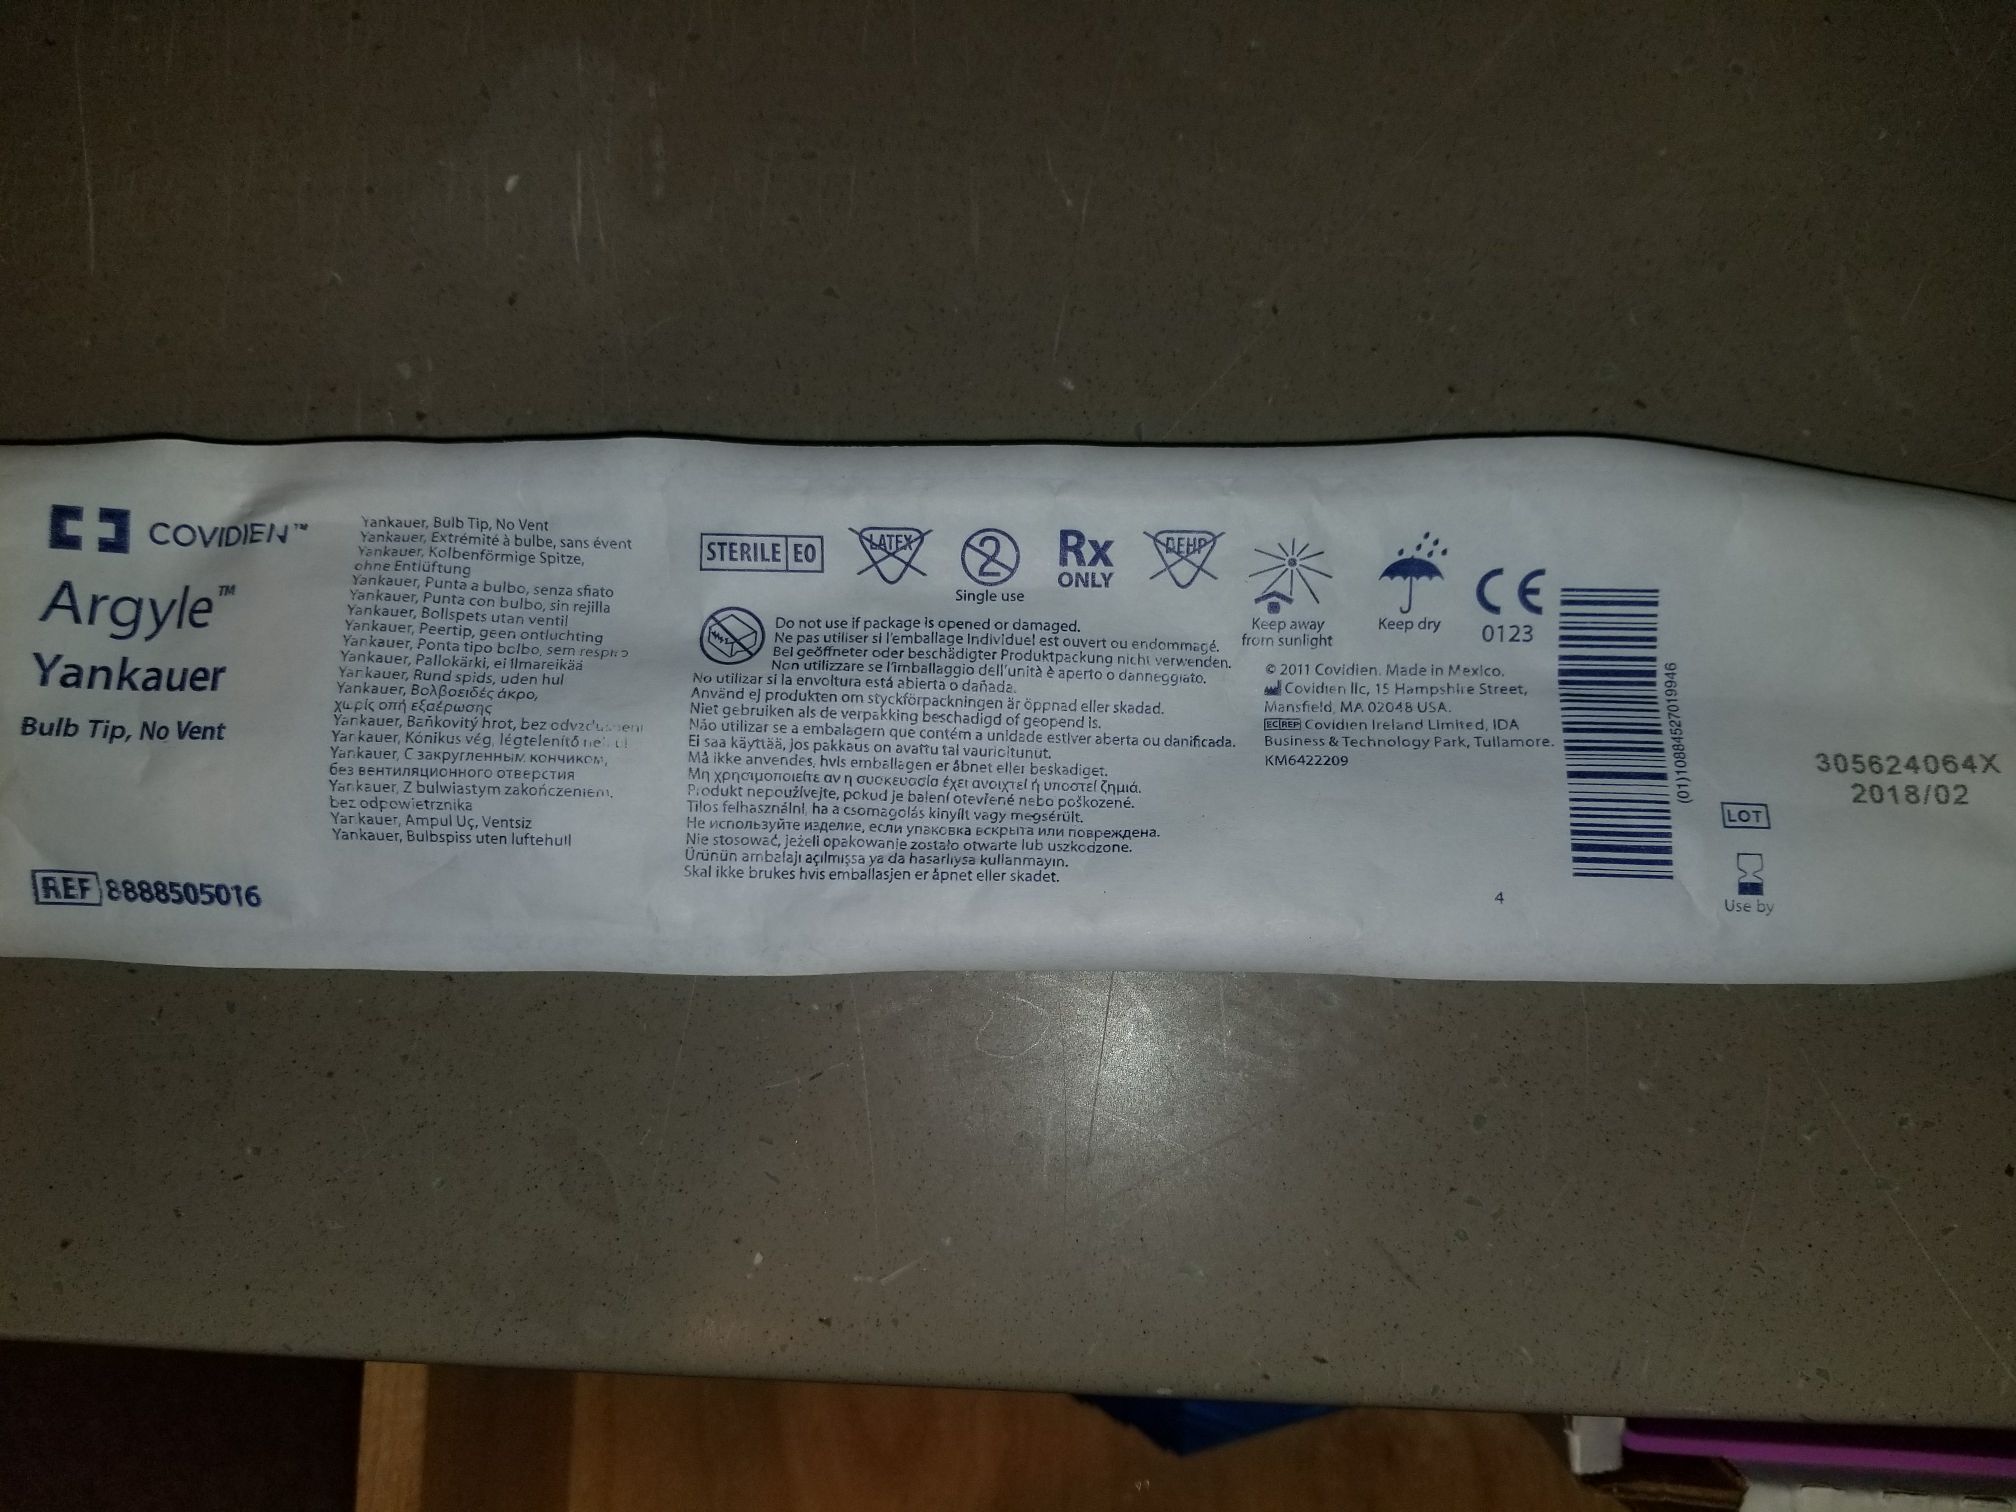 COVIDIEN™
Argyle™
Yankauer
Bulb Tip, No Vent
REF 8888505016
Yankauer, Bulb Tip, No Vent
Yankauer, Extrémité à bulbe, sans évent
Yankauer, Kolbenförmige Spitze,
ohne Entlüftung
Yankauer, Punta a bulbo, senza sfiato
Yankauer, Punta con bulbo, sin rejilla
Yankauer, Bollspets utan ventil
Yankauer, Peertip, geen ontluchting
Yankauer, Ponta tipo bolbo, sem
Yankauer, Pallokärki, ei ilmareikää
Yankauer, Rund spids, uden hul
Yankauer, Βολβοειδές άκρο,
χωρίς οπή εξαέρωσης
Yankauer, Baňkovitý hrot, bez
Yankauer, Kónikus vég, légtelenítő
Yankauer, С закругленным кончиком,
без вентиляционного отверстия
Yankauer, Z bulwiastym zakończeniem,
bez odpowietrznika
Yankauer, Ampul Uç, Ventsiz
Yankauer, Bulbspiss uten luftehull
STERILE EO
LATEX
2
Single use
Rx
ONLY
DEHP
Keep away
from sunlight
Keep dry
CE
0123
Do not use if package is opened or damaged.
Ne pas utiliser si l'emballage individuel est ouvert ou endommagé.
Bei geöffneter oder beschädigter Produktpackung nicht verwenden.
Non utilizzare se l'imballaggio dell'unità è aperto o danneggiato.
No utilizar si la envoltura está abierta o dañada.
Använd ej produkten om styckförpackningen är öppnad eller skadad.
Niet gebruiken als de verpakking beschadigd of geopend is.
Não utilizar se a embalagem que contém a unidade estiver aberta ou danificada.
Ei saa käyttää, jos pakkaus on avattu tai vaurioitunut.
Må ikke anvendes, hvis emballagen er åbnet eller beskadiget.
Μη χρησιμοποιείτε αν η συσκευασία έχει ανοιχτεί ή υποστεί ζημιά.
Produkt nepoužívejte, pokud je balení otevřené nebo poškozené.
Tilos felhasználni, ha a csomagolás kinyílt vagy megsérült.
Не используйте изделие, если упаковка вскрыта или повреждена.
Nie stosować, jeżeli opakowanie zostało otwarte lub uszkodzone.
Ürünün ambalajı açılmışsa ya da hasarlıysa kullanmayın.
Skal ikke brukes hvis emballasjen er åpnet eller skadet.
© 2011 Covidien. Made in Mexico.
Covidien llc, 15 Hampshire Street,
Mansfield, MA 02048 USA.
EC REP Covidien Ireland Limited, IDA
Business & Technology Park, Tullamore.
KM6422209
4
(01)10884527019946
LOT
305624064X
2018/02
Use by